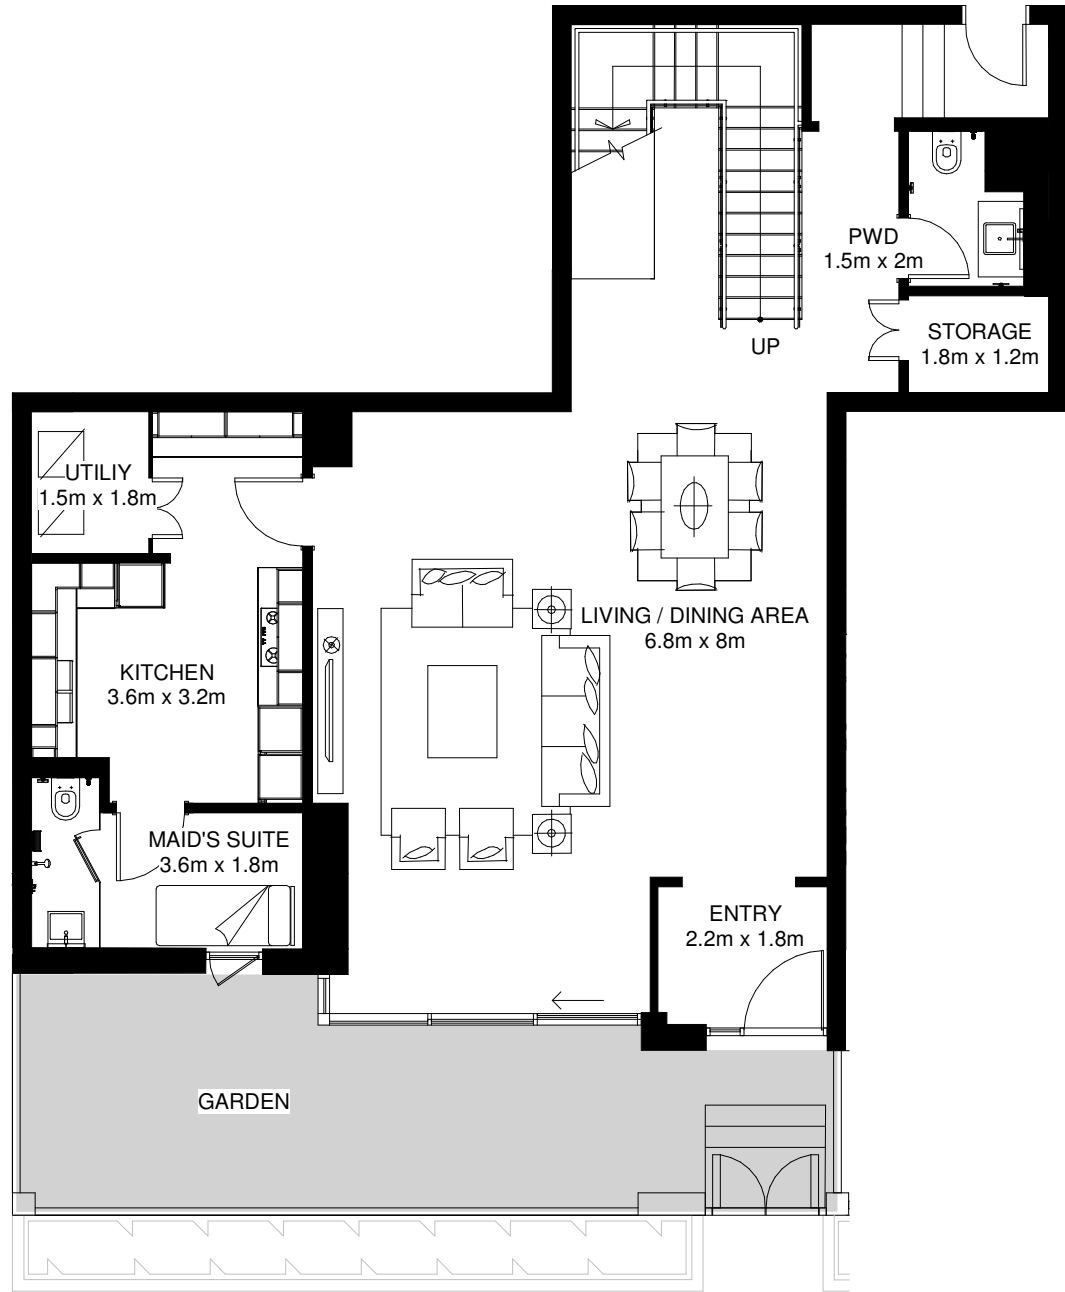 PWD
1.5m x 2m
STORAGE
1.8m x 1.2m
UP
UTILIY
1.5m x 1.8m
LIVING / DINING AREA
6.8m x 8m
KITCHEN
3.6m x 3.2m
MAID'S SUITE
3.6m x 1.8m
ENTRY
2.2m x 1.8m
GARDEN